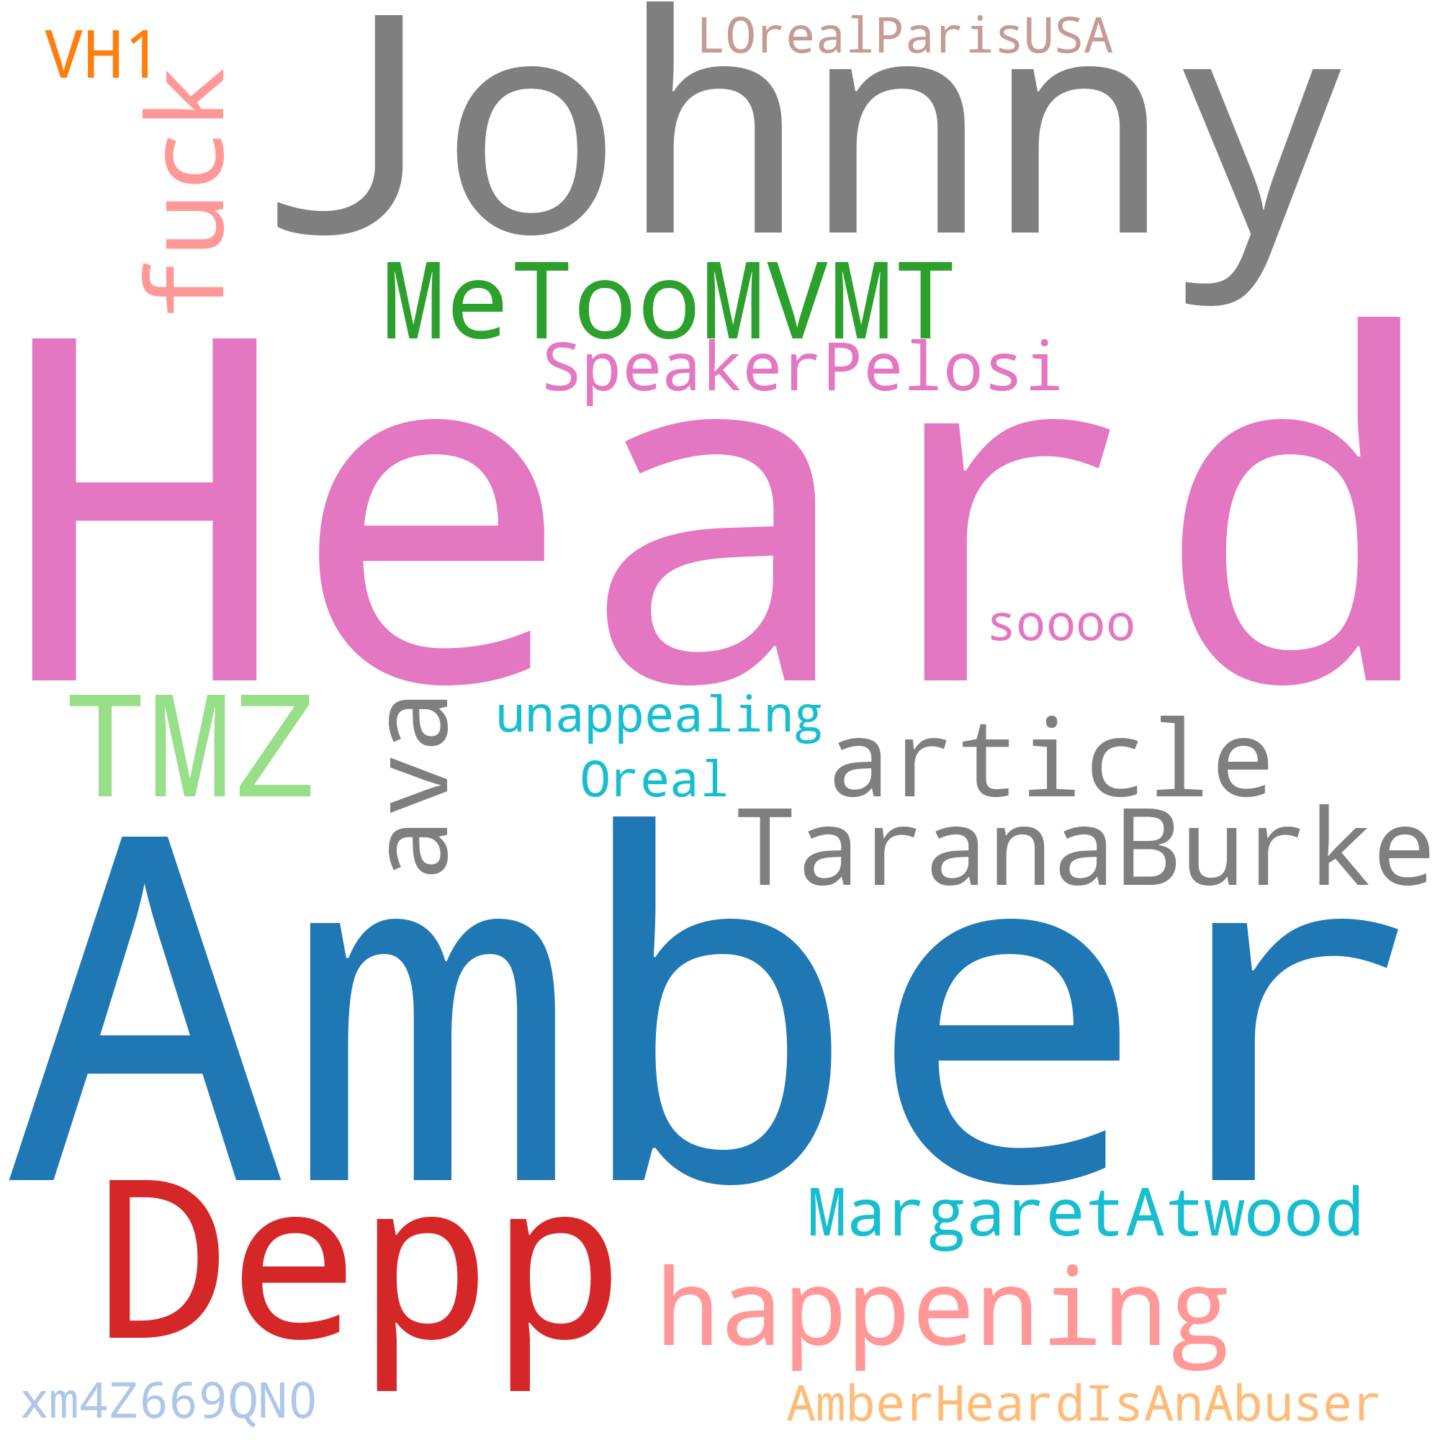 VH1
LOrealParisUSA
fuck
Johnny
MeTooMVMT
SpeakerPelosi
Heard
soooo
TMZ
ava
unappealing
Oreal
article
TaranaBurke
Amber
Depp
MargaretAtwood
happening
xm4Z669QNO
AmberHeardIsAnAbuser